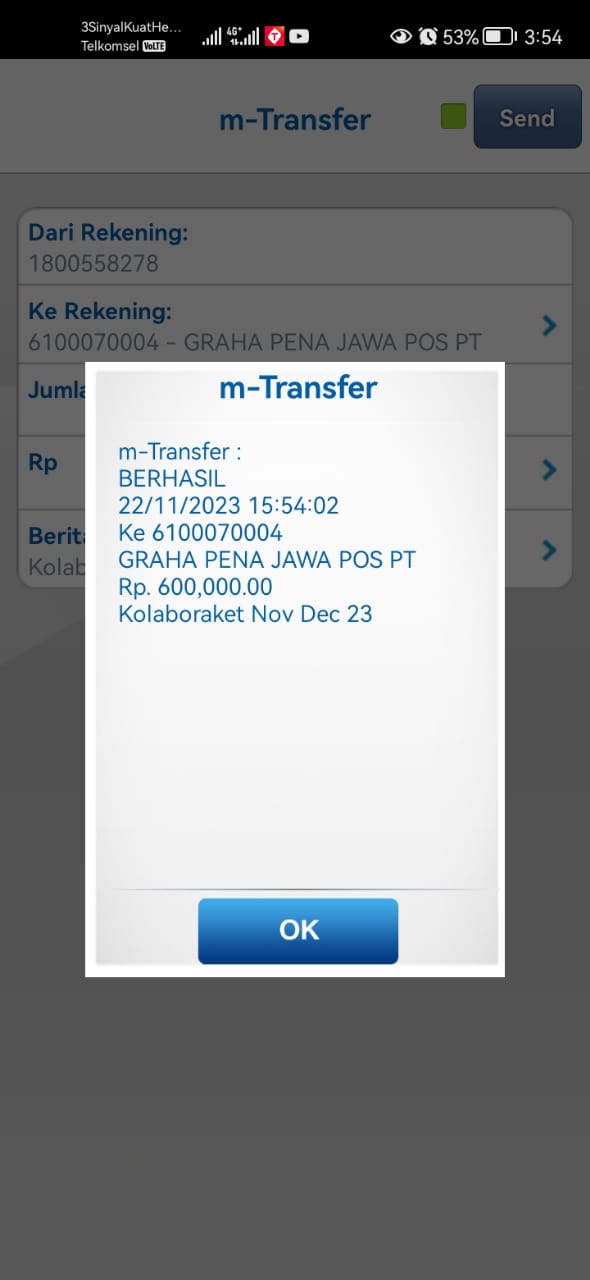 3SinyalKuatHe...
Telkomsel VoLTE
4G+
53%
3:54
m-Transfer
Send
Dari Rekening:
1800558278
Ke Rekening:
6100070004 - GRAHA PENA JAWA POS PT
Jumla
Rp
Berit
Kolab
m-Transfer
m-Transfer :
BERHASIL
22/11/2023 15:54:02
Ke 6100070004
GRAHA PENA JAWA POS PT
Rp. 600,000.00
Kolaboraket Nov Dec 23
OK